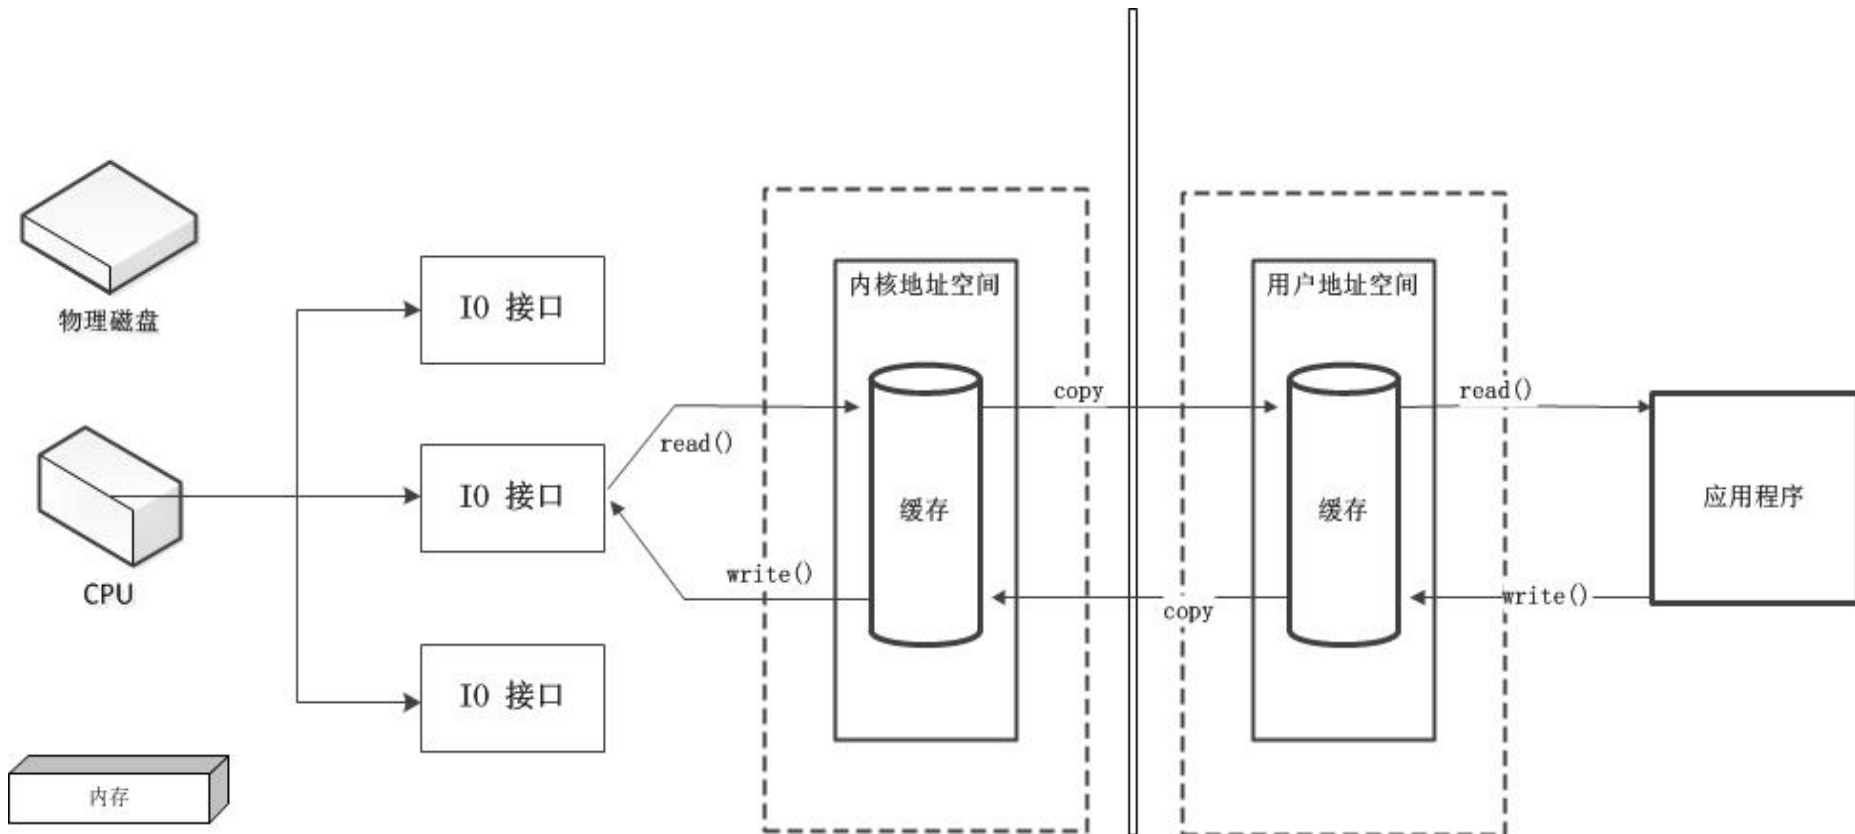 物理磁盘
CPU
内存
IO 接口
IO 接口
IO 接口
read()
write()
内核地址空间
缓存
copy
copy
用户地址空间
缓存
read()
write()
应用程序